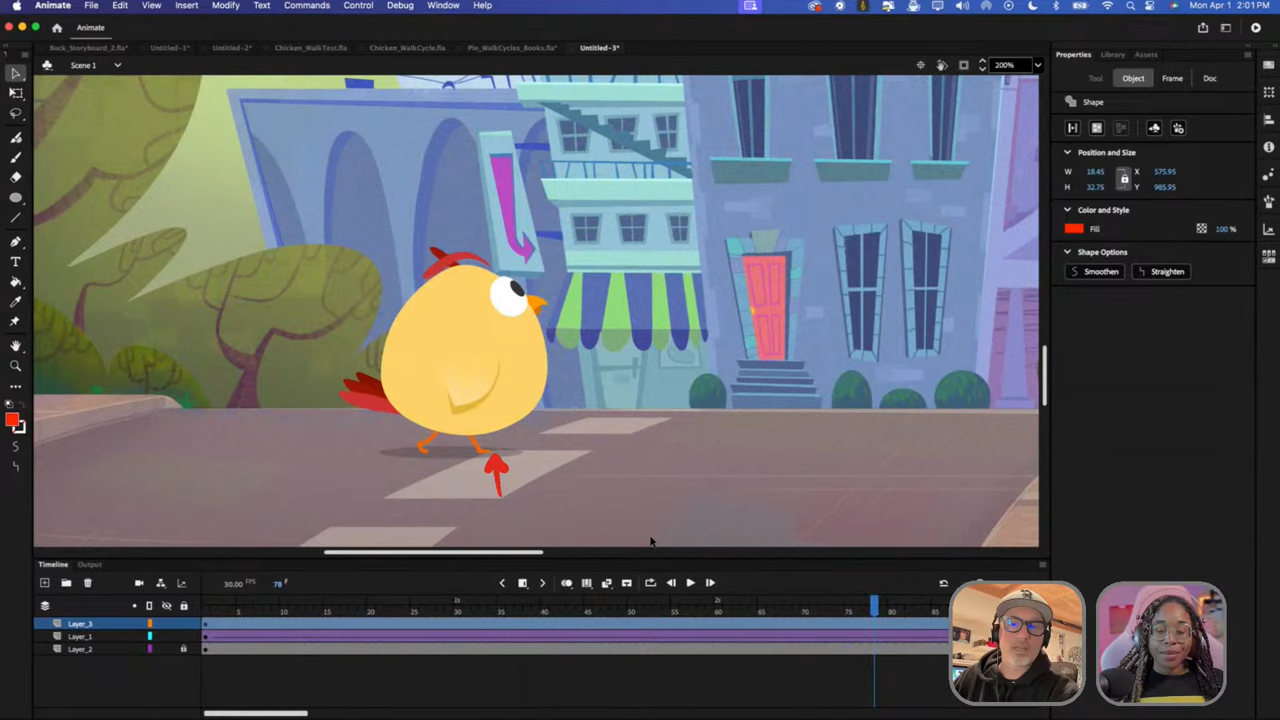 Animate File Edit View Insert Modify Text Commands Control Debug Window Help Mon Apr 1 2:01 PM
Animate
Back_Storyboard_2.fla* Untitled-1* Untitled-2* Chicken_WalkTest.fla Chicken_WalkCycle.fla Pio_WalkCycles_Books.fla* Untitled-3*
Scene 1 200%
Properties Library Assets
Tool Object Frame Doc
Shape
Position and Size
W 18.45 X 575.95
H 32.75 Y 985.95
Color and Style
Fill 100 %
Shape Options
Smoothen Straighten
Timeline Output
30.00 FPS 78 F
1s 2s
5 10 15 20 25 30 35 40 45 50 55 60 65 70 75 80 85
Layer_3
Layer_1
Layer_2